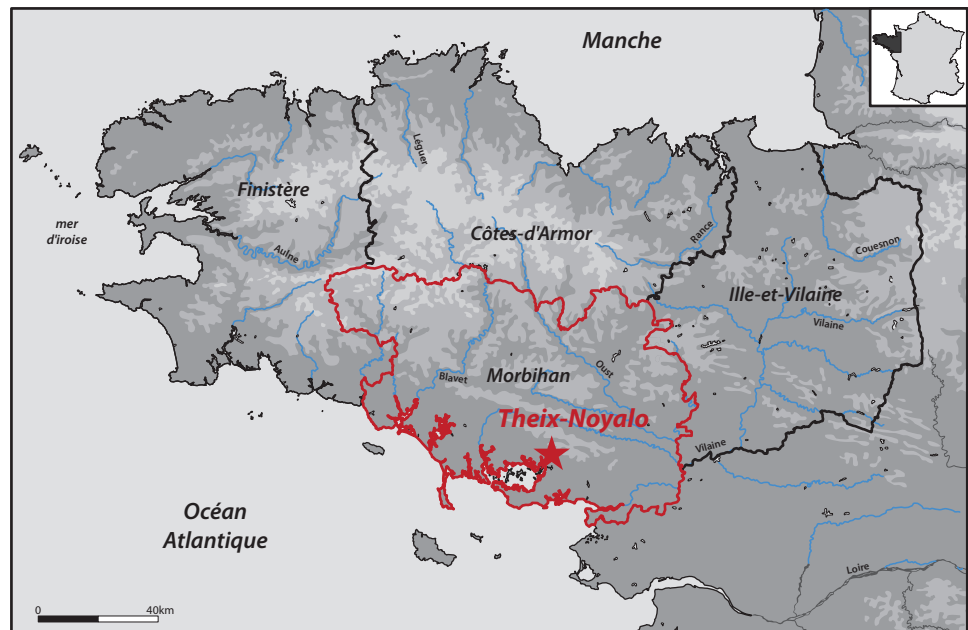 Manche
Léguer
Finistère
mer
d'iroise
Côtes-d'Armor
Rance
Couesnon
Aulne
Ille-et-Vilaine
Vilaine
Oust
Blavet
Morbihan
Theix-Noyalo
Vilaine
Océan
Atlantique
Loire
0
40km